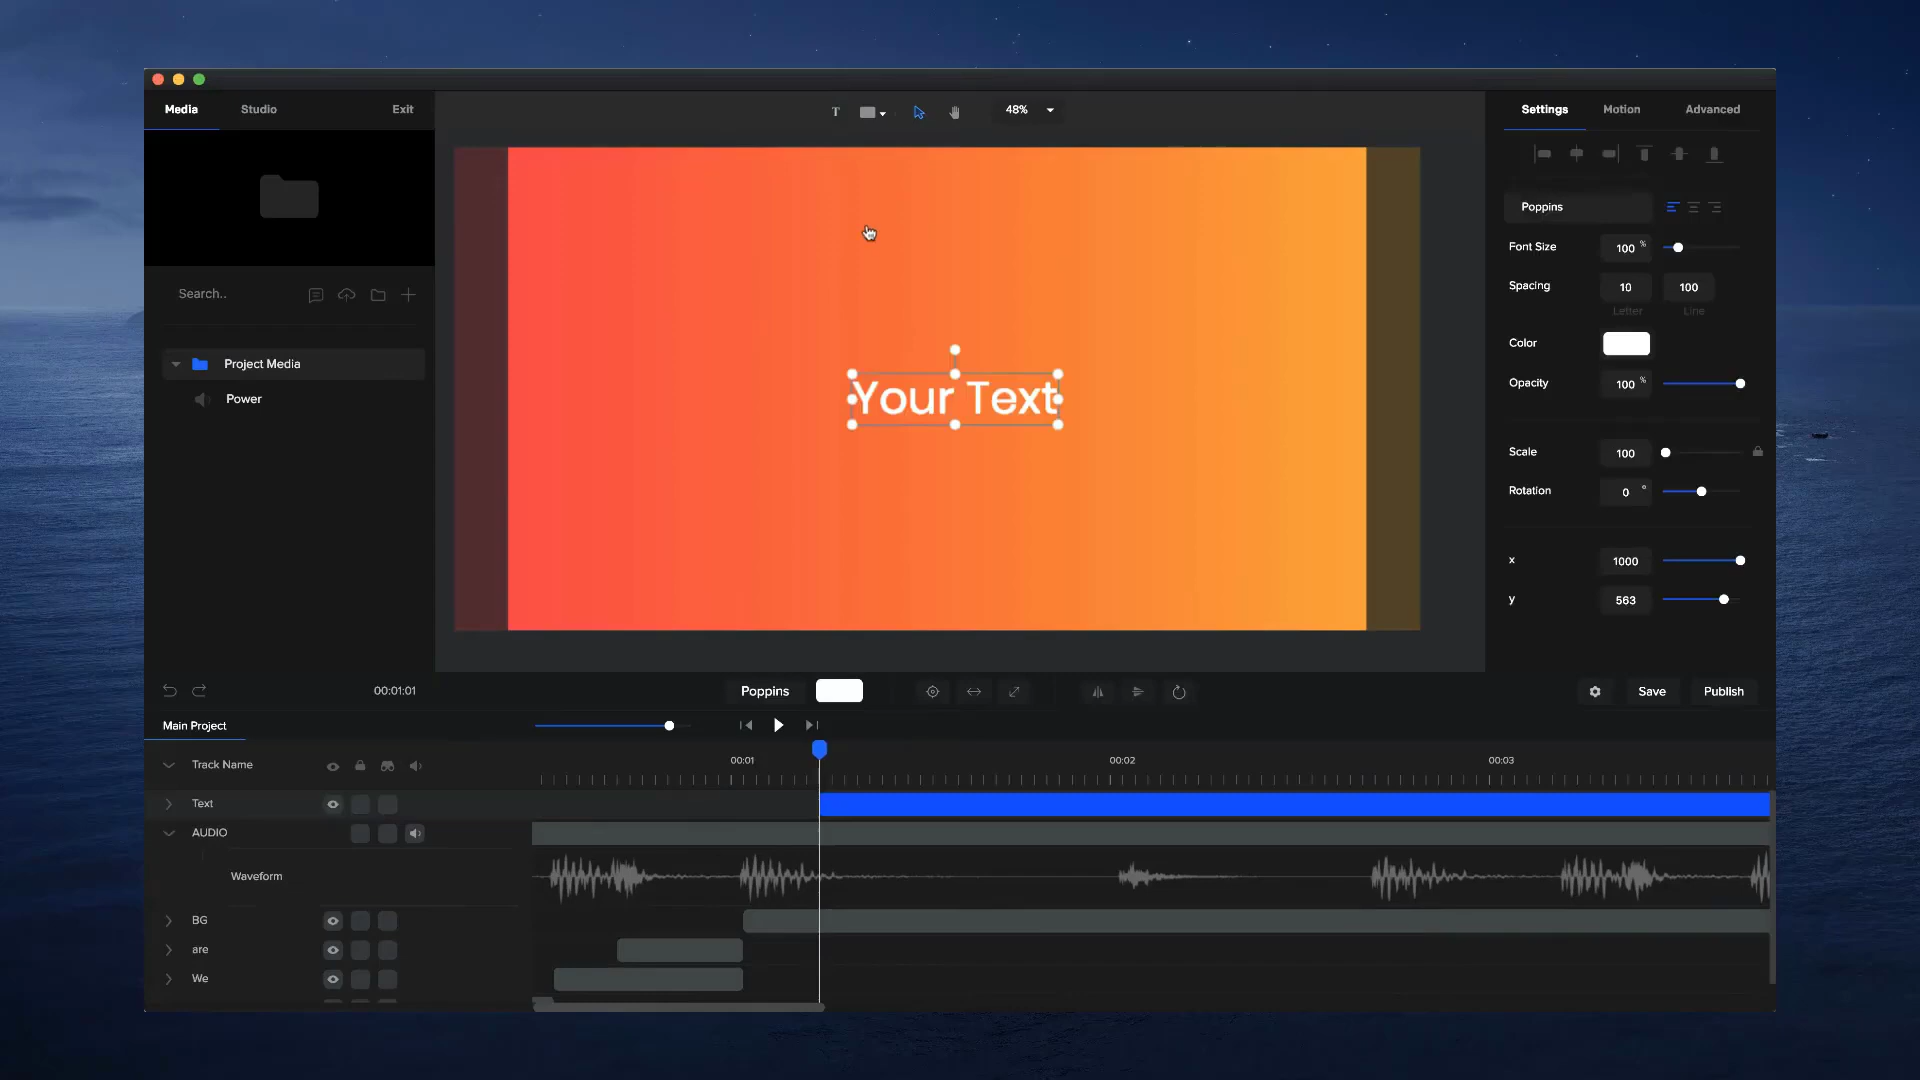 Media Studio Exit
T 48%
Settings Motion Advanced
Search..
Project Media
Power
Your Text
Poppins
Font Size 100 %
Spacing 10 100
Letter Line
Color
Opacity 100 %
Scale 100
Rotation 0 °
x 1000
y 563
00:01:01 Poppins Save Publish
Main Project
Track Name 00:01 00:02 00:03
Text
AUDIO
Waveform
BG
are
We